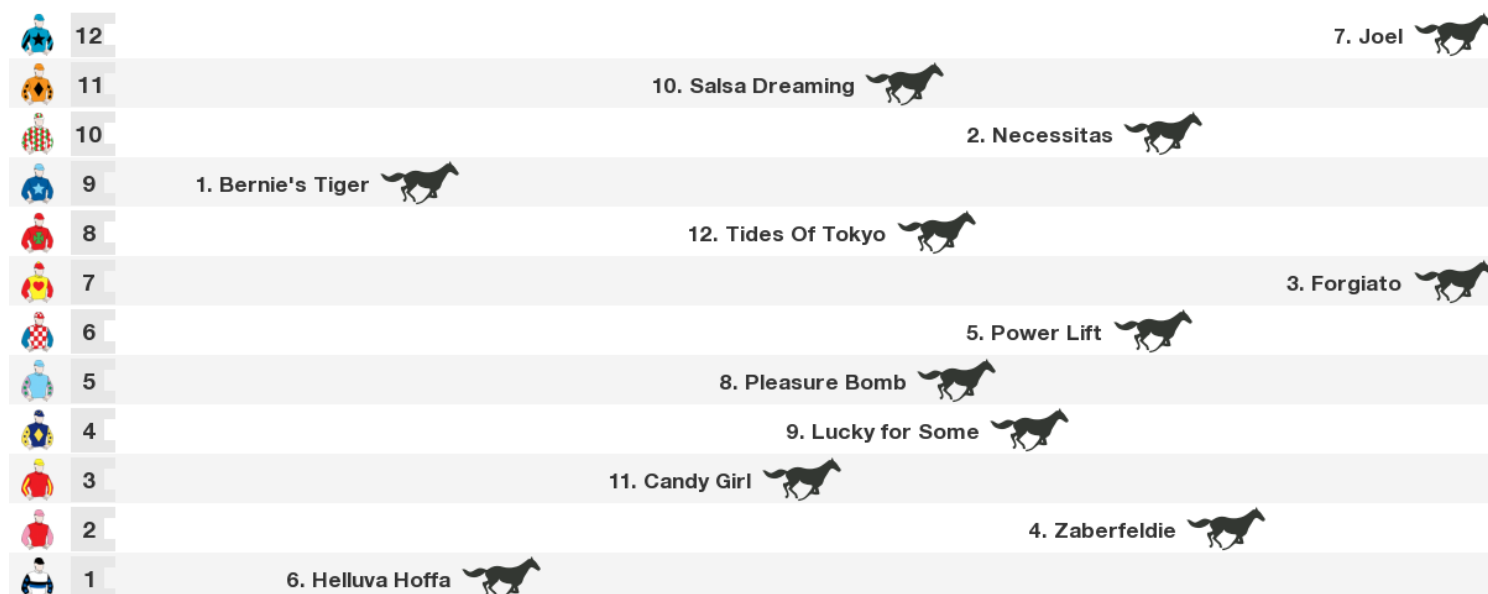 12 7. Joel
11 10. Salsa Dreaming
10 2. Necessitas
9 1. Bernie's Tiger
8 12. Tides Of Tokyo
7 3. Forgiato
6 5. Power Lift
5 8. Pleasure Bomb
4 9. Lucky for Some
3 11. Candy Girl
2 4. Zaberfeldie
1 6. Helluva Hoffa